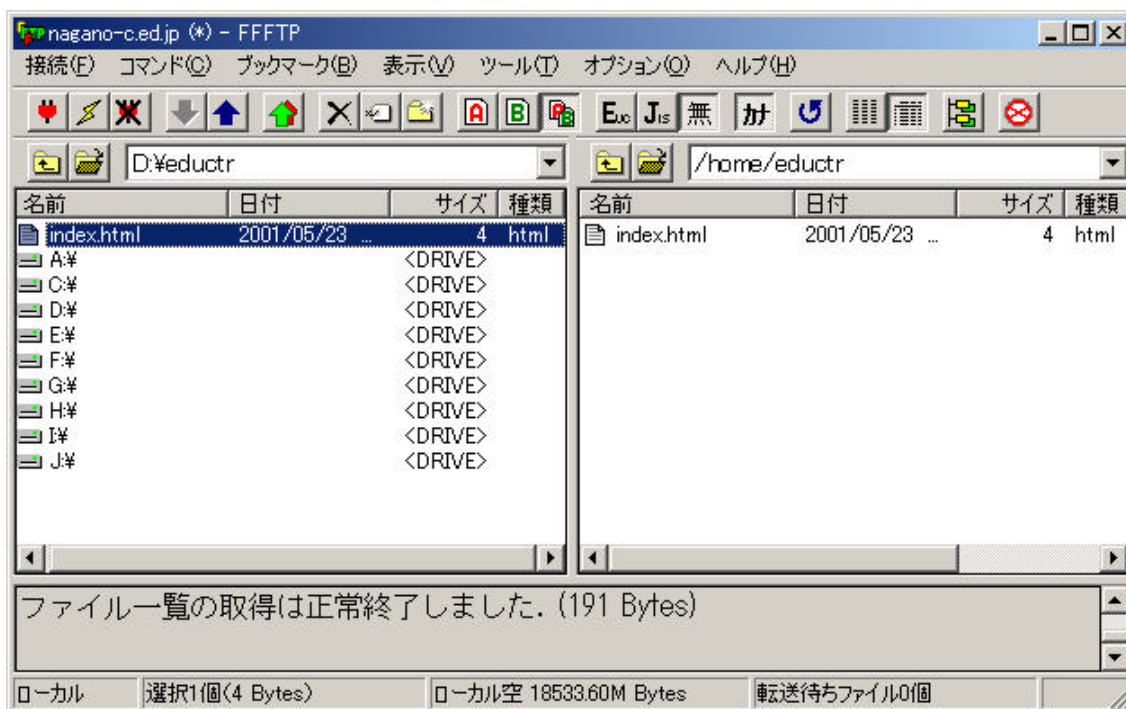 nagano-c.ed.jp (*) - FFFTP
接続(F) コマンド(C) ブックマーク(B) 表示(V) ツール(T) オプション(O) ヘルプ(H)
A B Euc Jis 無 カナ
D:¥eductr /home/eductr
名前 日付 サイズ 種類 名前 日付 サイズ 種類
index.html 2001/05/23 ... 4 html index.html 2001/05/23 ... 4 html
A:¥ <DRIVE>
C:¥ <DRIVE>
D:¥ <DRIVE>
E:¥ <DRIVE>
F:¥ <DRIVE>
G:¥ <DRIVE>
H:¥ <DRIVE>
I:¥ <DRIVE>
J:¥ <DRIVE>
ファイル一覧の取得は正常終了しました. (191 Bytes)
ローカル 選択1個(4 Bytes) ローカル空 18533.60M Bytes 転送待ちファイル0個